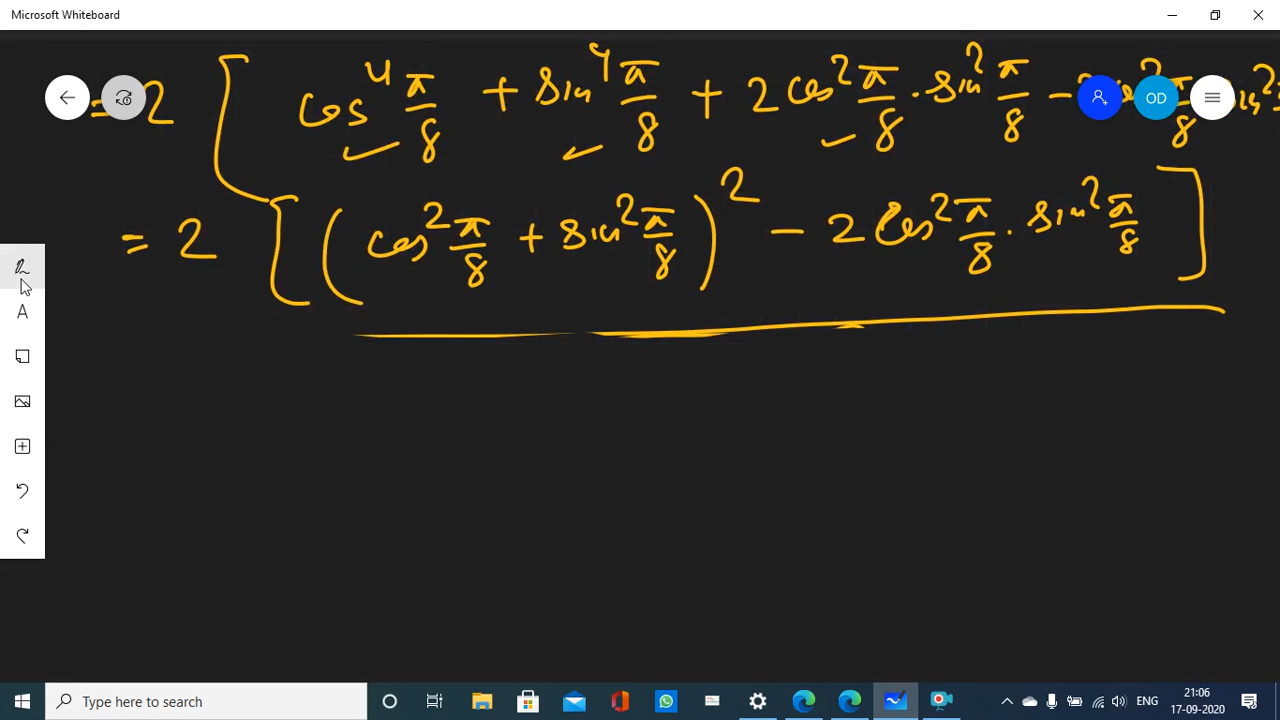 Microsoft Whiteboard
= 2 [ cos⁴ π/8 + sin⁴ π/8 + 2 cos² π/8 · sin² π/8 -
OD
= 2 [ ( cos² π/8 + sin² π/8 )² - 2 cos² π/8 · sin² π/8 ]
A
Type here to search
ENG
21:06
17-09-2020